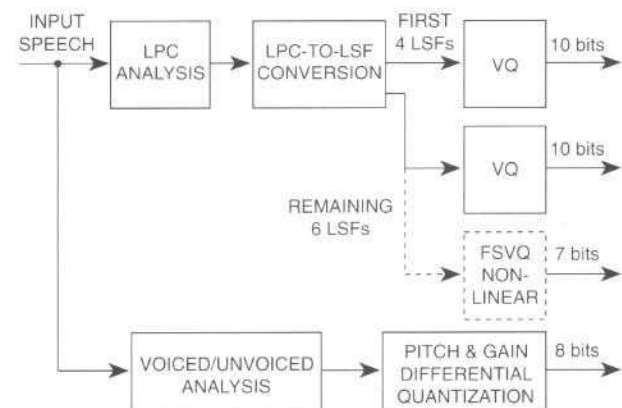 INPUT
SPEECH
LPC
ANALYSIS
LPC-TO-LSF
CONVERSION
FIRST
4 LSFs
VQ
10 bits
VQ
10 bits
REMAINING
6 LSFs
FSVQ
NON-
LINEAR
7 bits
VOICED/UNVOICED
ANALYSIS
PITCH & GAIN
DIFFERENTIAL
QUANTIZATION
8 bits